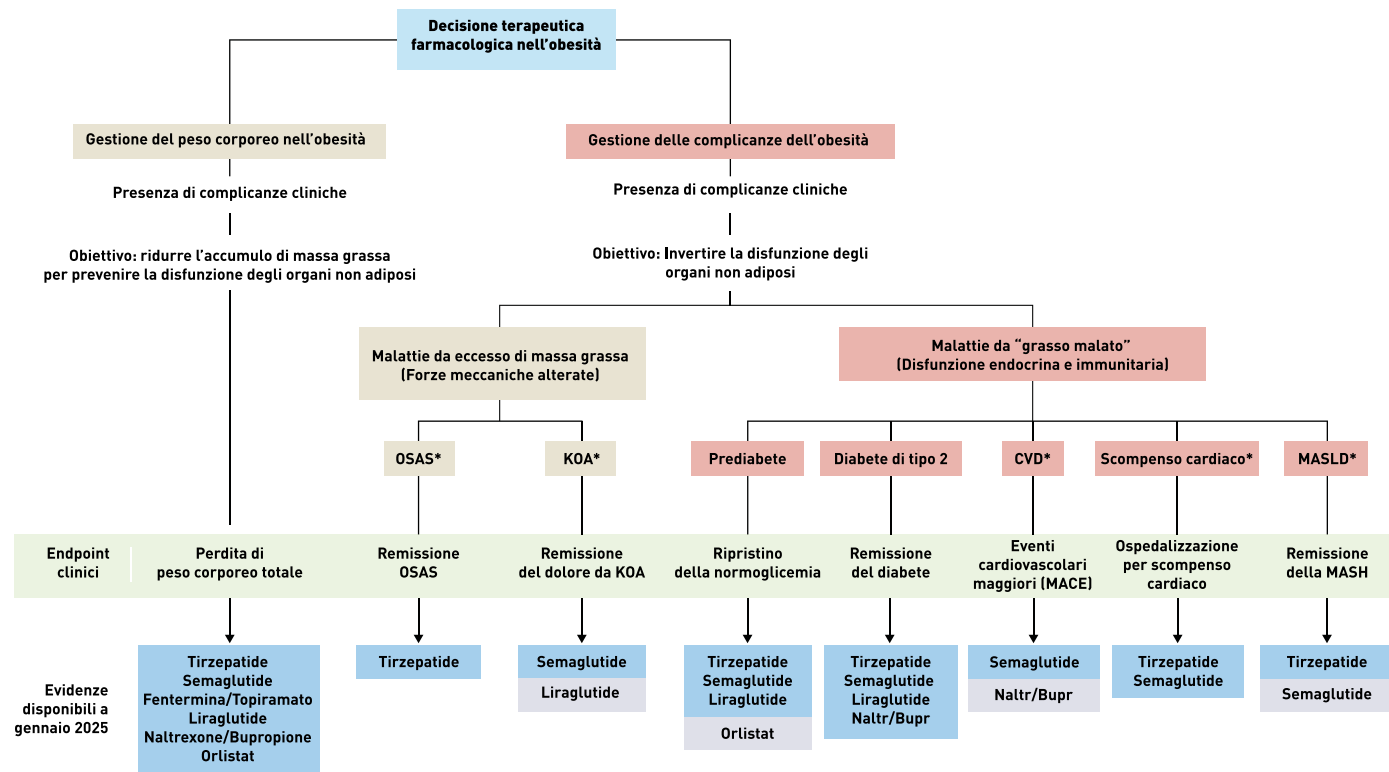 Decisione terapeutica
farmacologica nell'obesità
Gestione del peso corporeo nell'obesità
Gestione delle complicanze dell'obesità
Presenza di complicanze cliniche
Presenza di complicanze cliniche
Obiettivo: ridurre l'accumulo di massa grassa
per prevenire la disfunzione degli organi non adiposi
Obiettivo: Invertire la disfunzione degli
organi non adiposi
Malattie da eccesso di massa grassa
(Forze meccaniche alterate)
Malattie da “grasso malato”
(Disfunzione endocrina e immunitaria)
OSAS*
KOA*
Prediabete
Diabete di tipo 2
CVD*
Scompenso cardiaco*
MASLD*
Endpoint
clinici
Perdita di
peso corporeo totale
Remissione
OSAS
Remissione
del dolore da KOA
Ripristino
della normoglicemia
Remissione
del diabete
Eventi
cardiovascolari
maggiori (MACE)
Ospedalizzazione
per scompenso
cardiaco
Remissione
della MASH
Evidenze
disponibili a
gennaio 2025
Tirzepatide
Semaglutide
Fentermina/Topiramato
Liraglutide
Naltrexone/Bupropione
Orlistat
Tirzepatide
Semaglutide
Liraglutide
Tirzepatide
Semaglutide
Liraglutide
Orlistat
Tirzepatide
Semaglutide
Liraglutide
Naltr/Bupr
Semaglutide
Naltr/Bupr
Tirzepatide
Semaglutide
Tirzepatide
Semaglutide